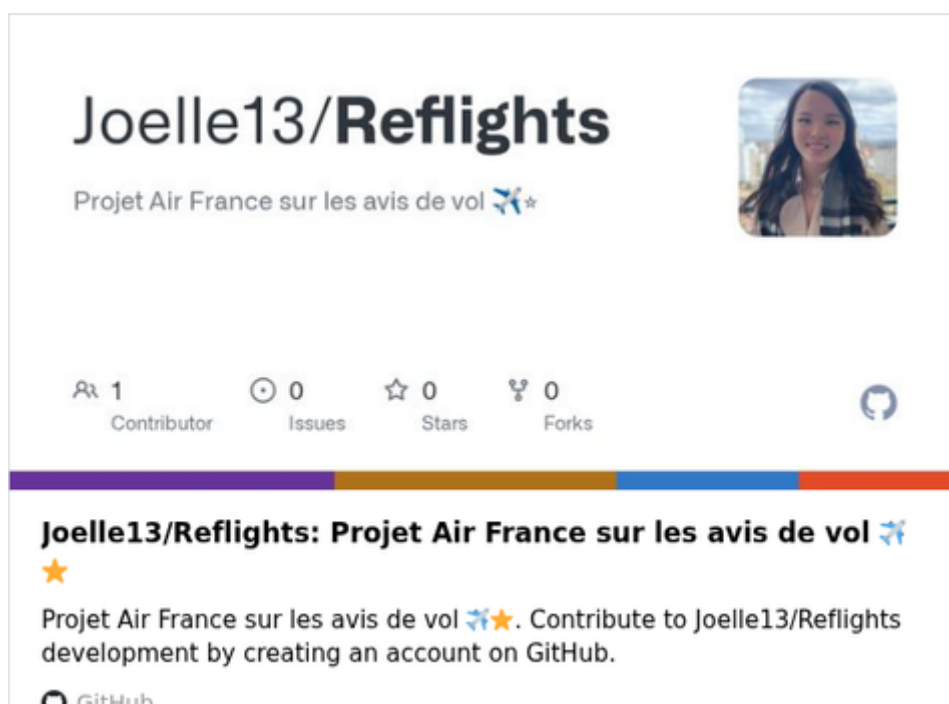 Joelle13/Reflights
Projet Air France sur les avis de vol ✈️⭐
1
Contributor
0
Issues
0
Stars
0
Forks
Joelle13/Reflights: Projet Air France sur les avis de vol ✈️
⭐
Projet Air France sur les avis de vol ✈️⭐. Contribute to Joelle13/Reflights
development by creating an account on GitHub.
GitHub